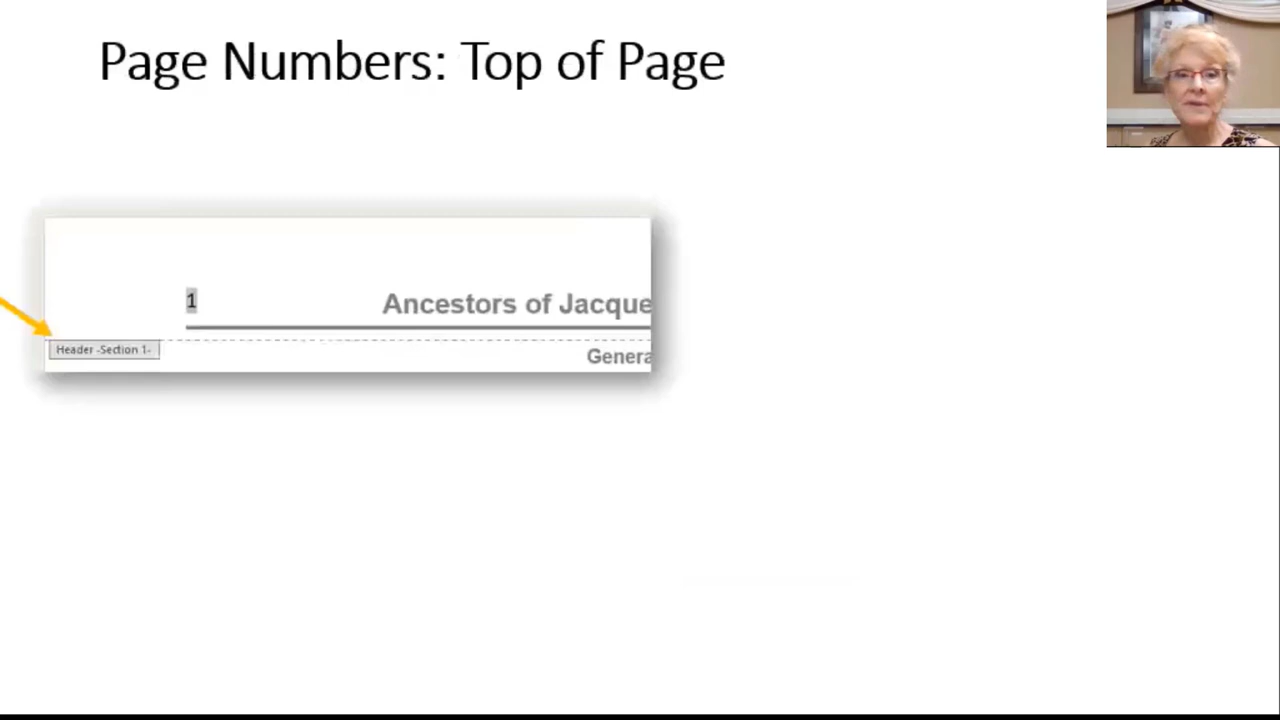 Page Numbers: Top of Page
1 Ancestors of Jacque
Header -Section 1-
Genera